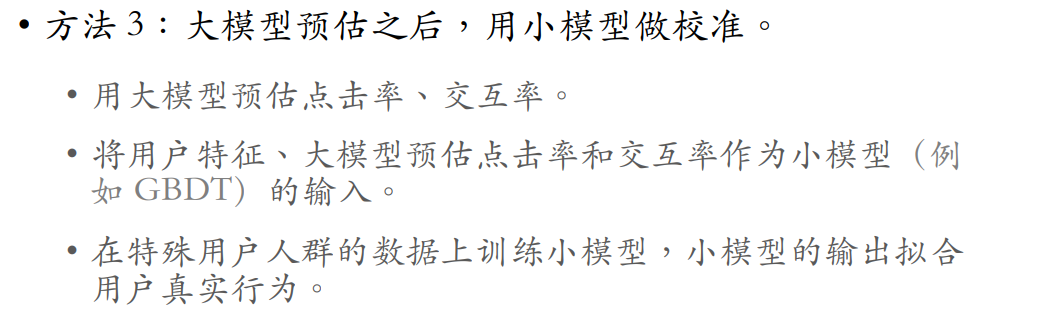 • 方法 3：大模型预估之后，用小模型做校准。
• 用大模型预估点击率、交互率。
• 将用户特征、大模型预估点击率和交互率作为小模型（例
如 GBDT）的输入。
• 在特殊用户人群的数据上训练小模型，小模型的输出拟合
用户真实行为。